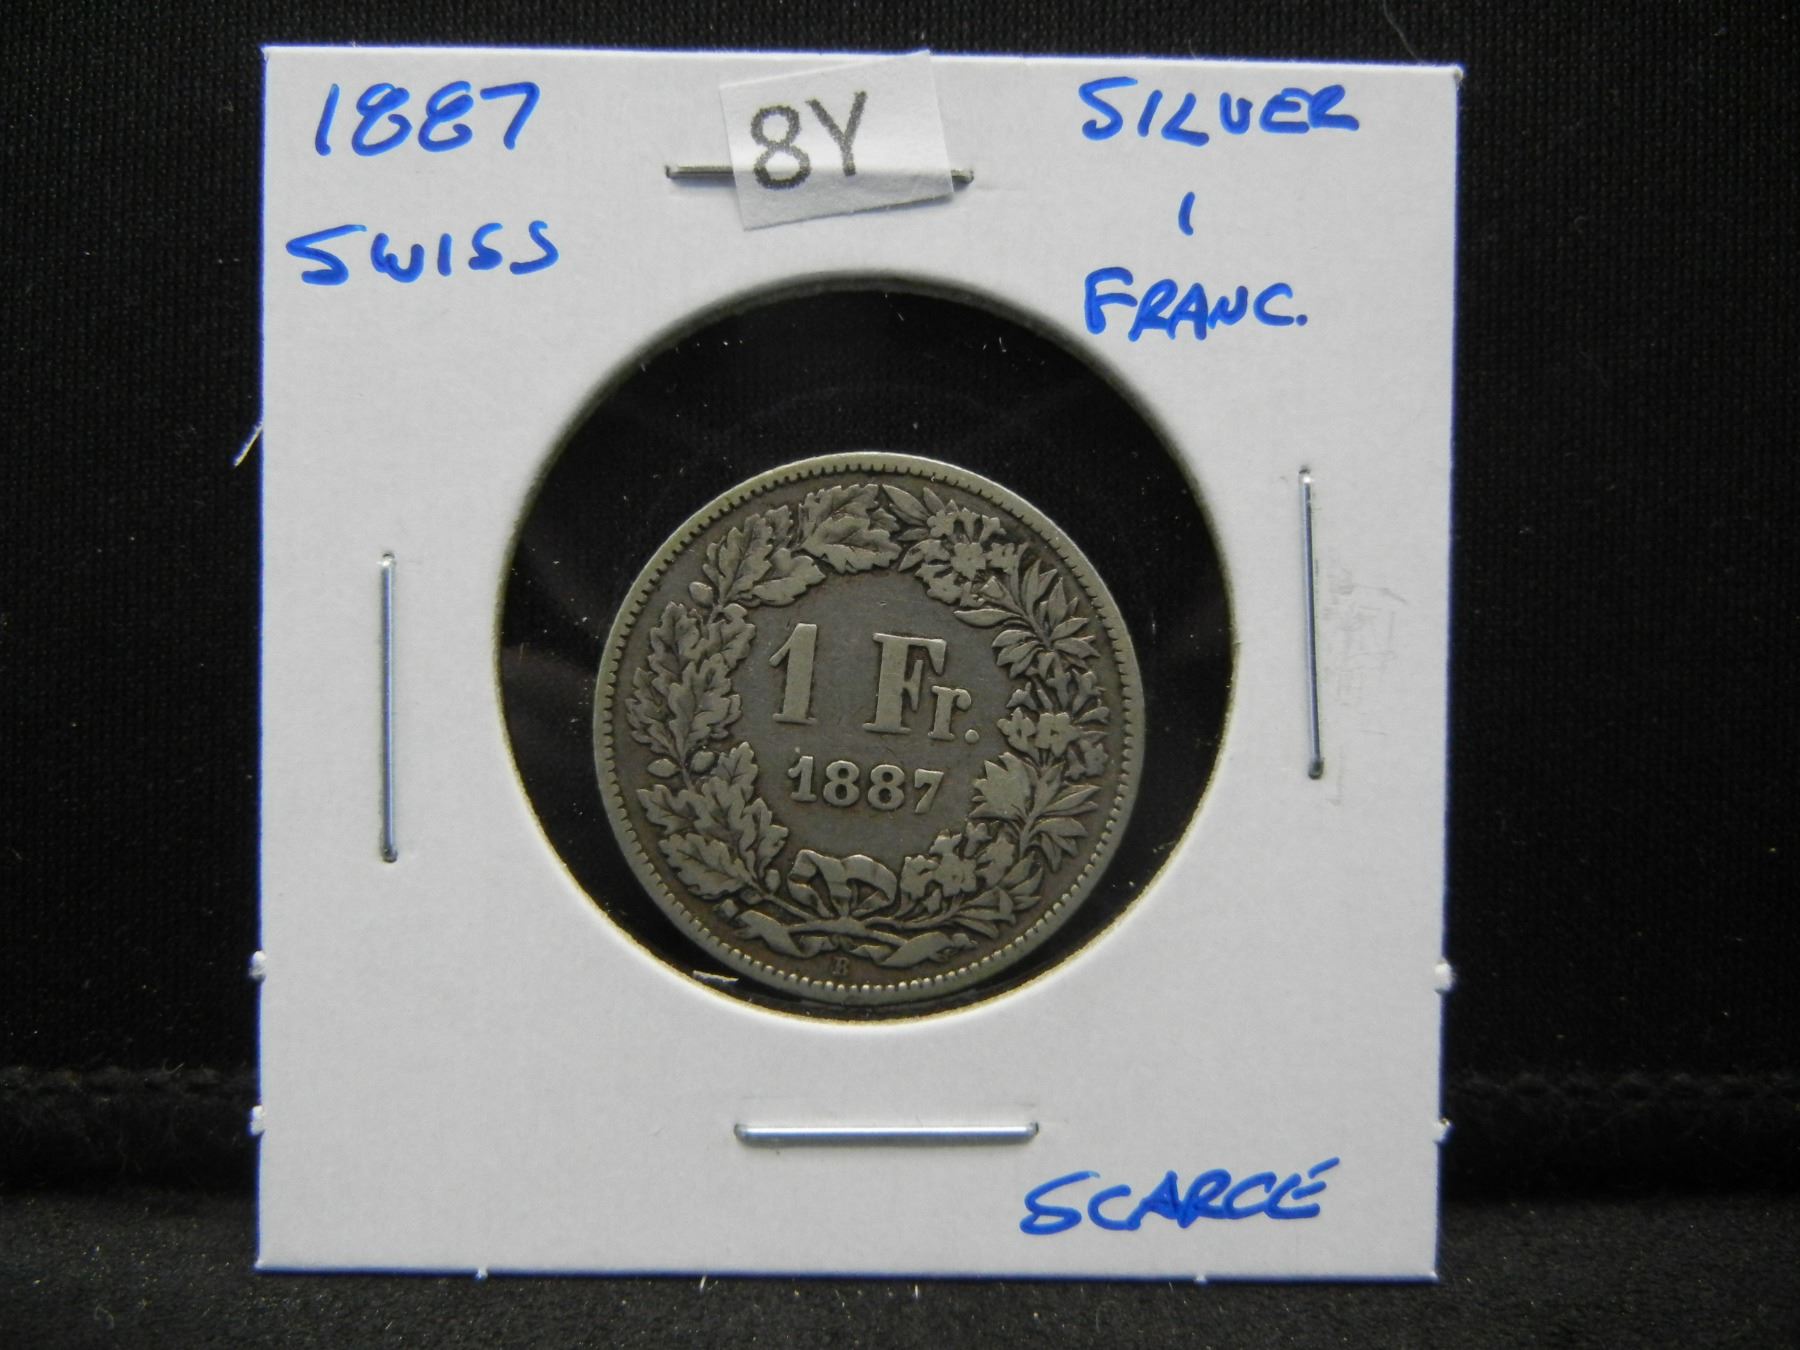 1887
SWISS
8Y
SILVER
1
FRANC.
1 Fr.
1887
B
SCARCE